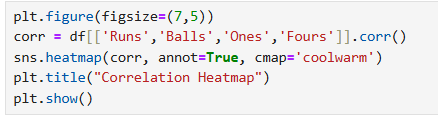 plt.figure(figsize=(7,5))
corr = df[['Runs','Balls','Ones','Fours']].corr()
sns.heatmap(corr, annot=True, cmap='coolwarm')
plt.title("Correlation Heatmap")
plt.show()